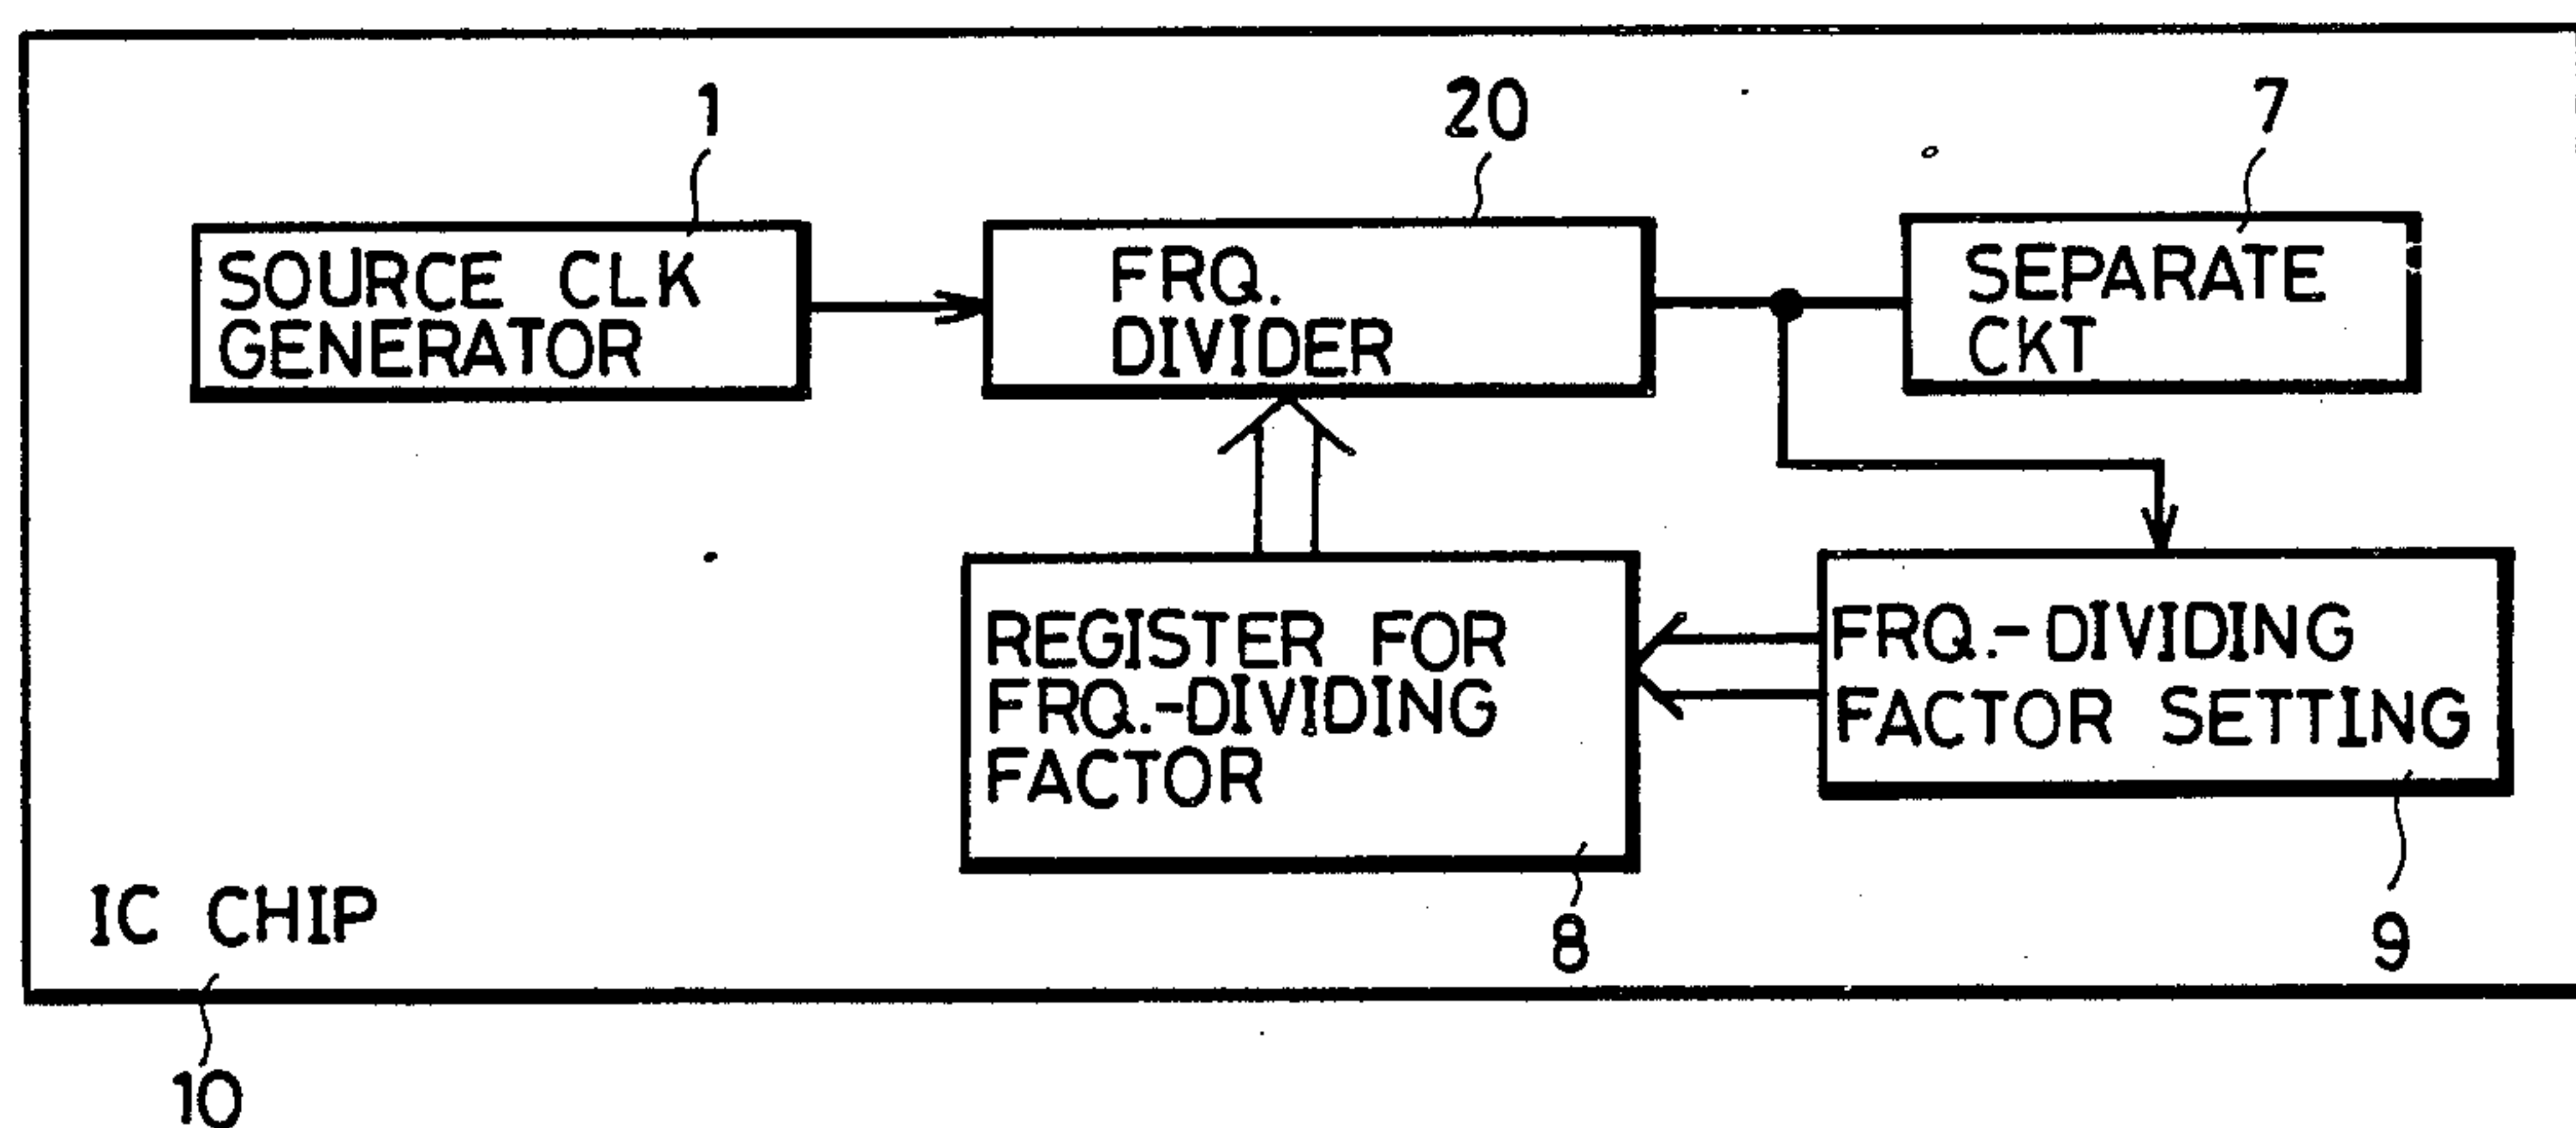 1
20
7
SOURCE CLK
GENERATOR
FRQ.
DIVIDER
SEPARATE
CKT
REGISTER FOR
FRQ.-DIVIDING
FACTOR
FRQ.-DIVIDING
FACTOR SETTING
IC CHIP
8
9
10